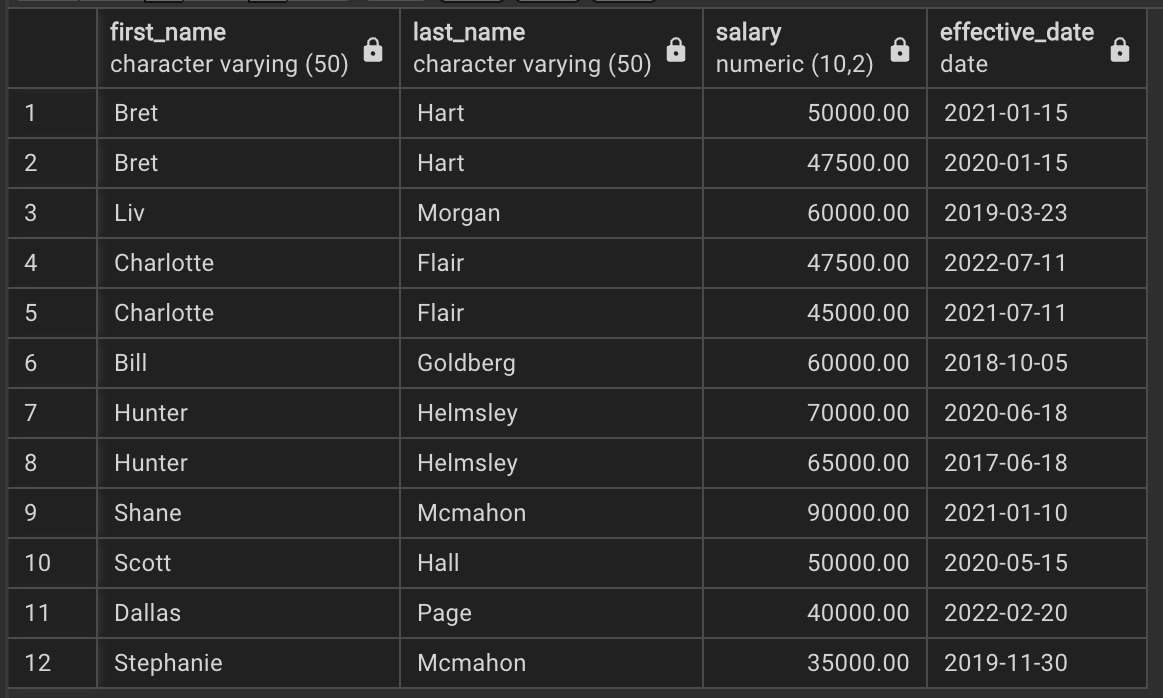 first_name last_name salary effective_date
character varying (50) character varying (50) numeric (10,2) date
1 Bret Hart 50000.00 2021-01-15
2 Bret Hart 47500.00 2020-01-15
3 Liv Morgan 60000.00 2019-03-23
4 Charlotte Flair 47500.00 2022-07-11
5 Charlotte Flair 45000.00 2021-07-11
6 Bill Goldberg 60000.00 2018-10-05
7 Hunter Helmsley 70000.00 2020-06-18
8 Hunter Helmsley 65000.00 2017-06-18
9 Shane Mcmahon 90000.00 2021-01-10
10 Scott Hall 50000.00 2020-05-15
11 Dallas Page 40000.00 2022-02-20
12 Stephanie Mcmahon 35000.00 2019-11-30